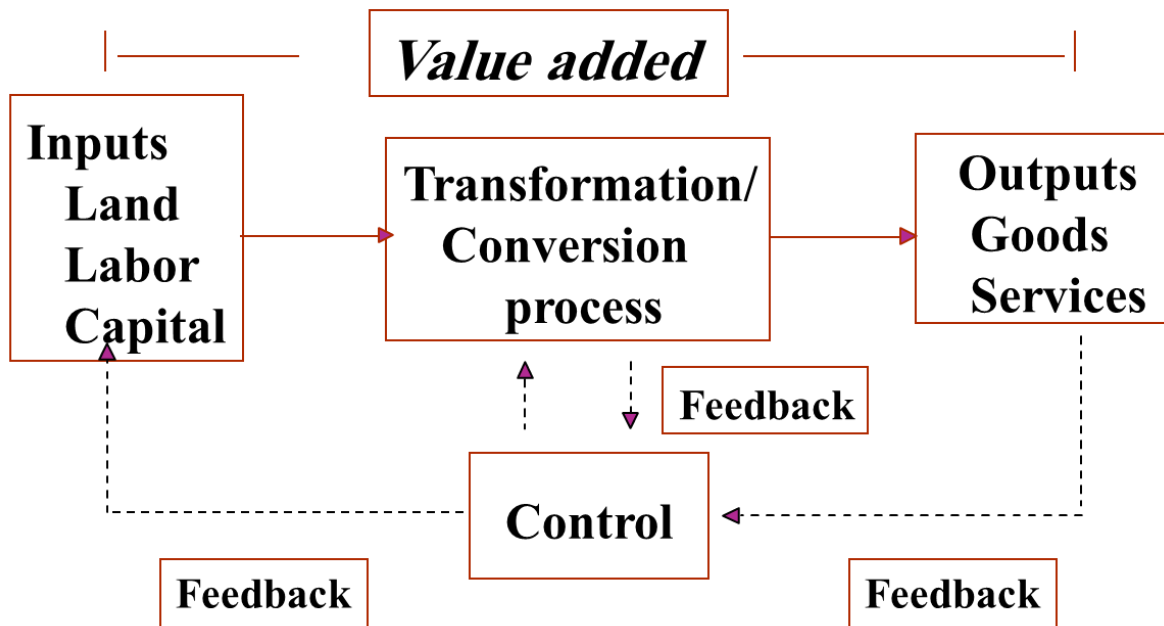 Value added
Inputs
Land
Labor
Capital
Transformation/
Conversion
process
Outputs
Goods
Services
Feedback
Control
Feedback
Feedback